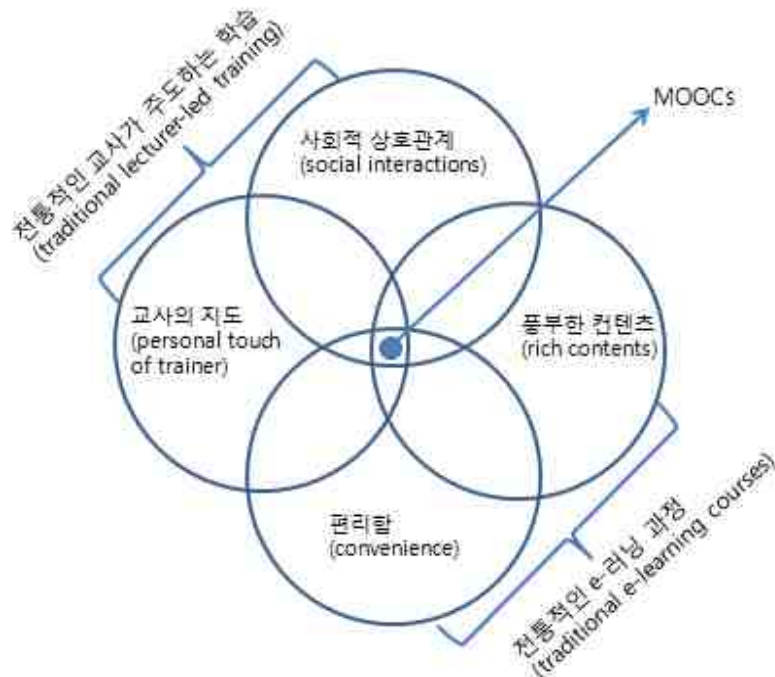 전통적인 교사가 주도하는 학습
(traditional lecturer-led training)
MOOCs
사회적 상호관계
(social interactions)
교사의 지도
(personal touch
of trainer)
풍부한 컨텐츠
(rich contents)
편리함
(convenience)
전통적인 e-러닝 과정
(traditional e-learning courses)